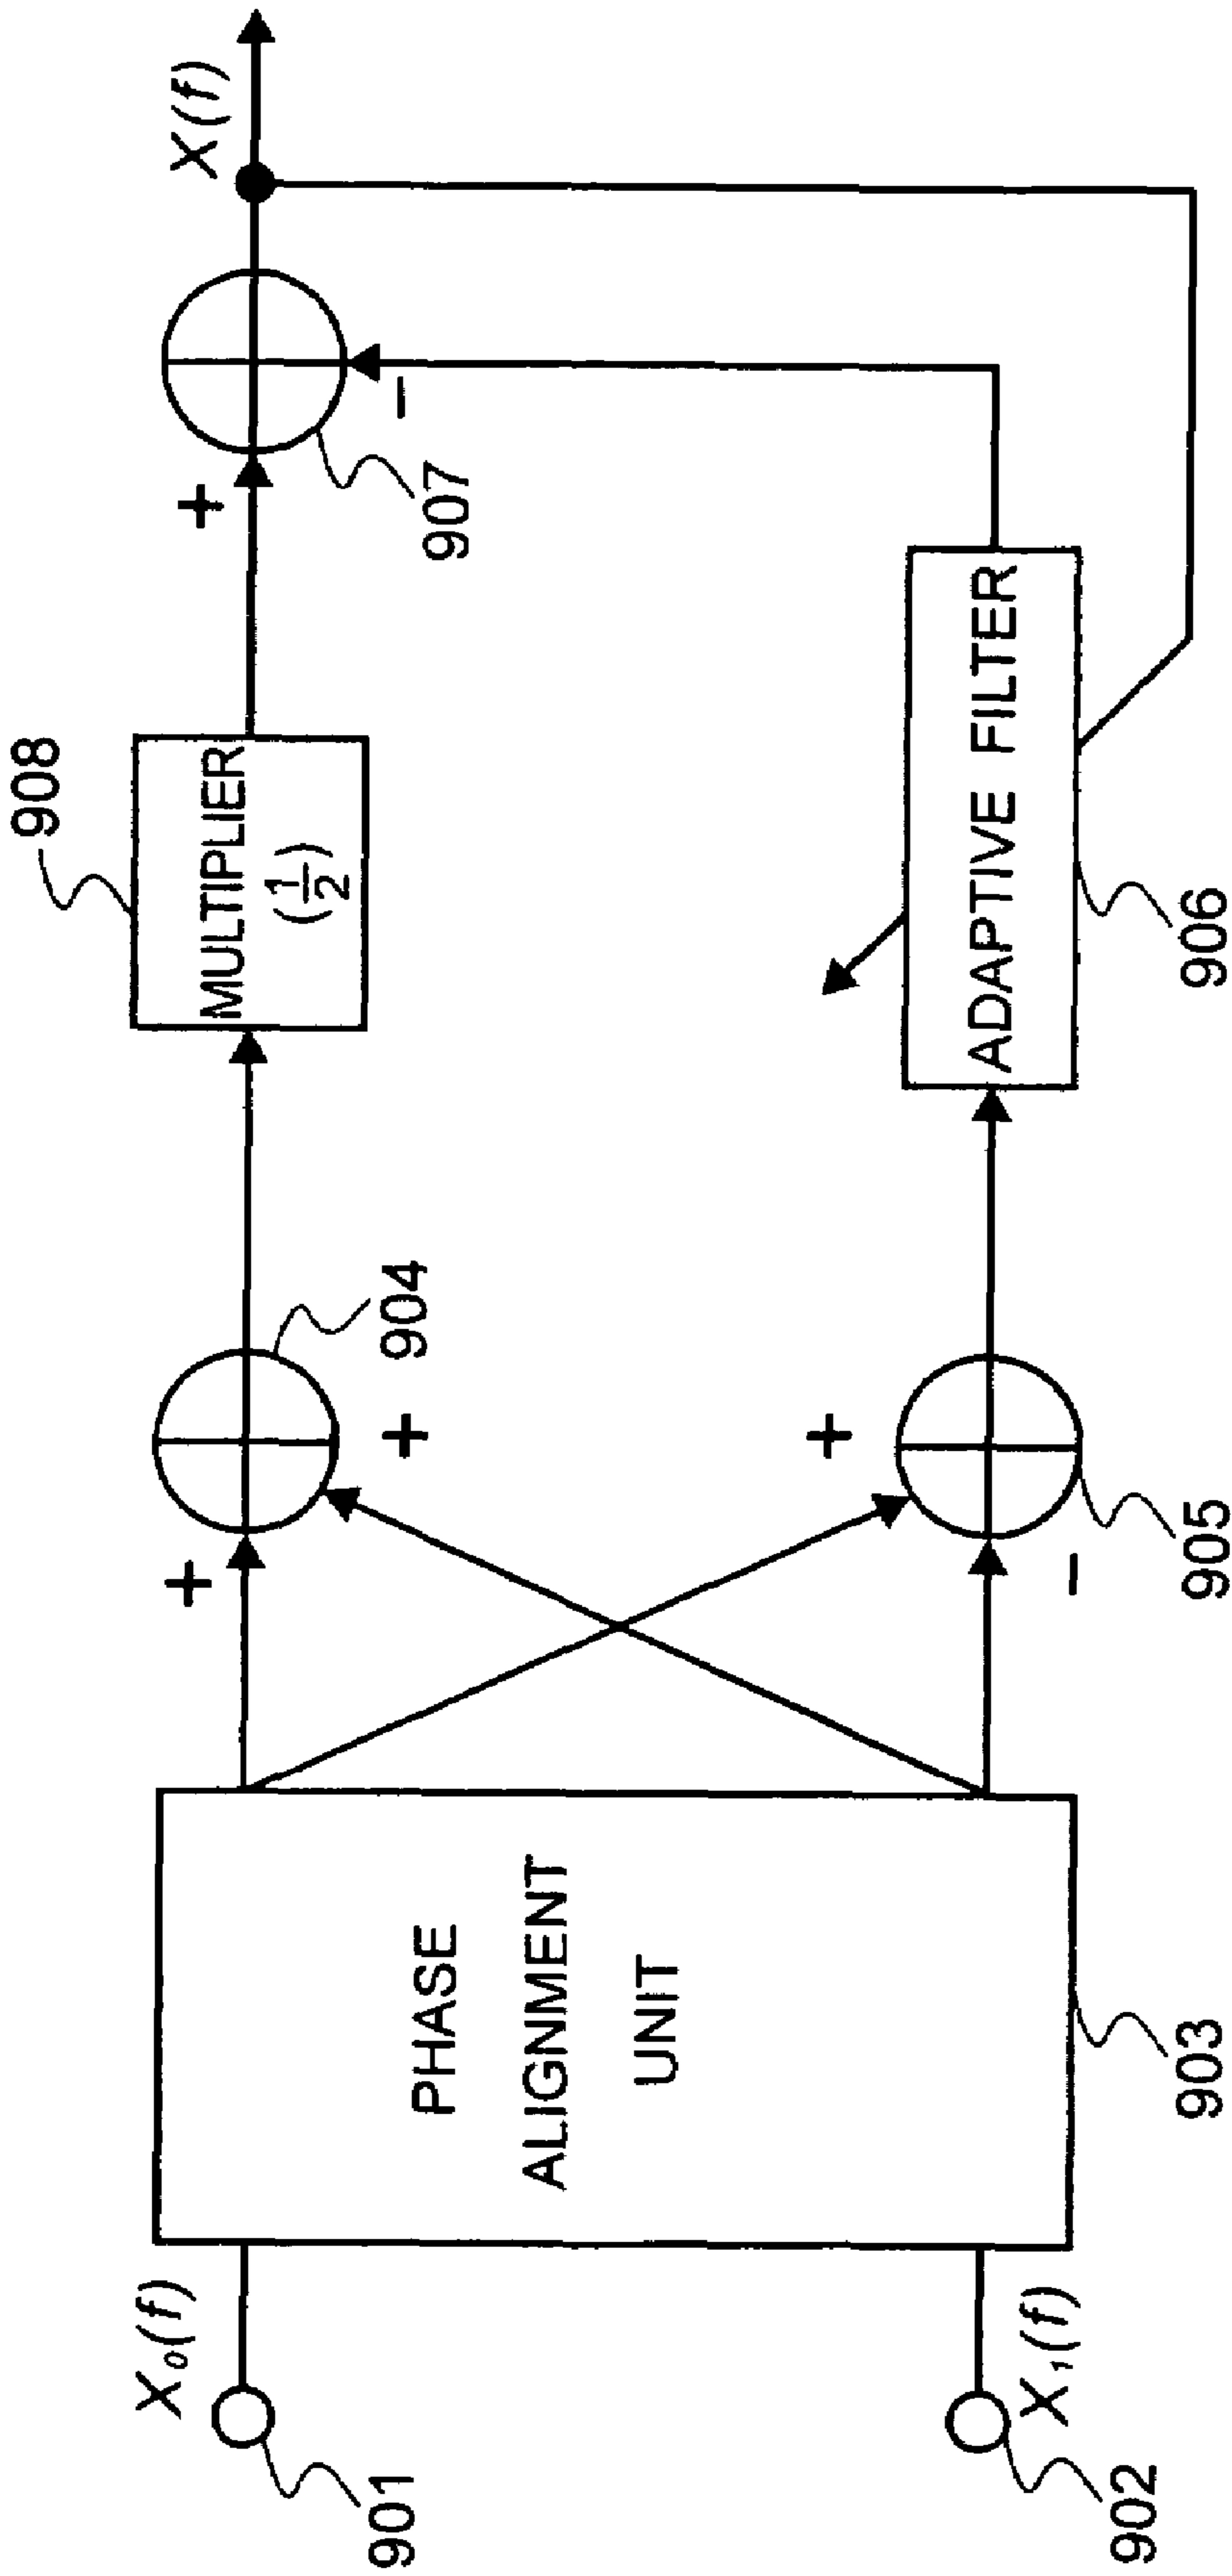 X₀(f)
901
X₁(f)
902
PHASE
ALIGNMENT
UNIT
903
+
+
904
+
−
905
908
MULTIPLIER
(1/2)
ADAPTIVE FILTER
906
+
−
907
X(f)